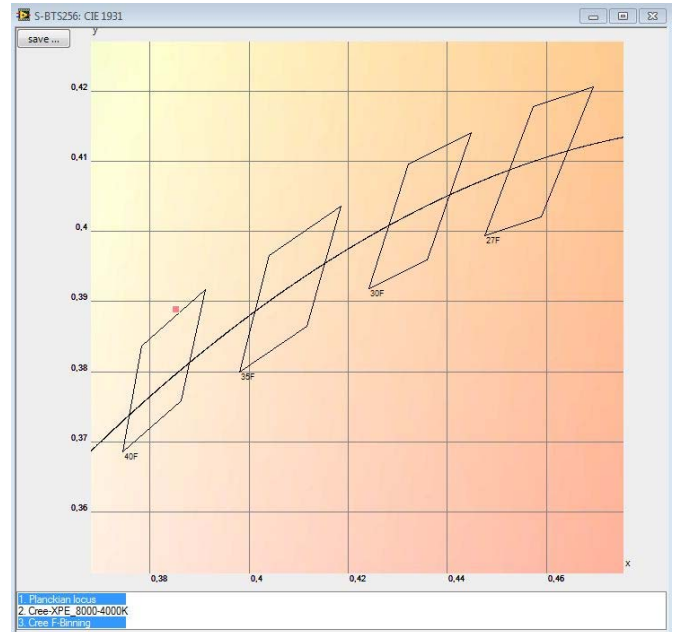 S-BTS256: CIE 1931
save ...
y
0,42
0,41
0,4
0,39
0,38
0,37
0,36
27F
30F
35F
40F
x
0,38
0,4
0,42
0,44
0,46
1. Planckian locus
2. Cree-XPE_8000-4000K
3. Cree F-Binning